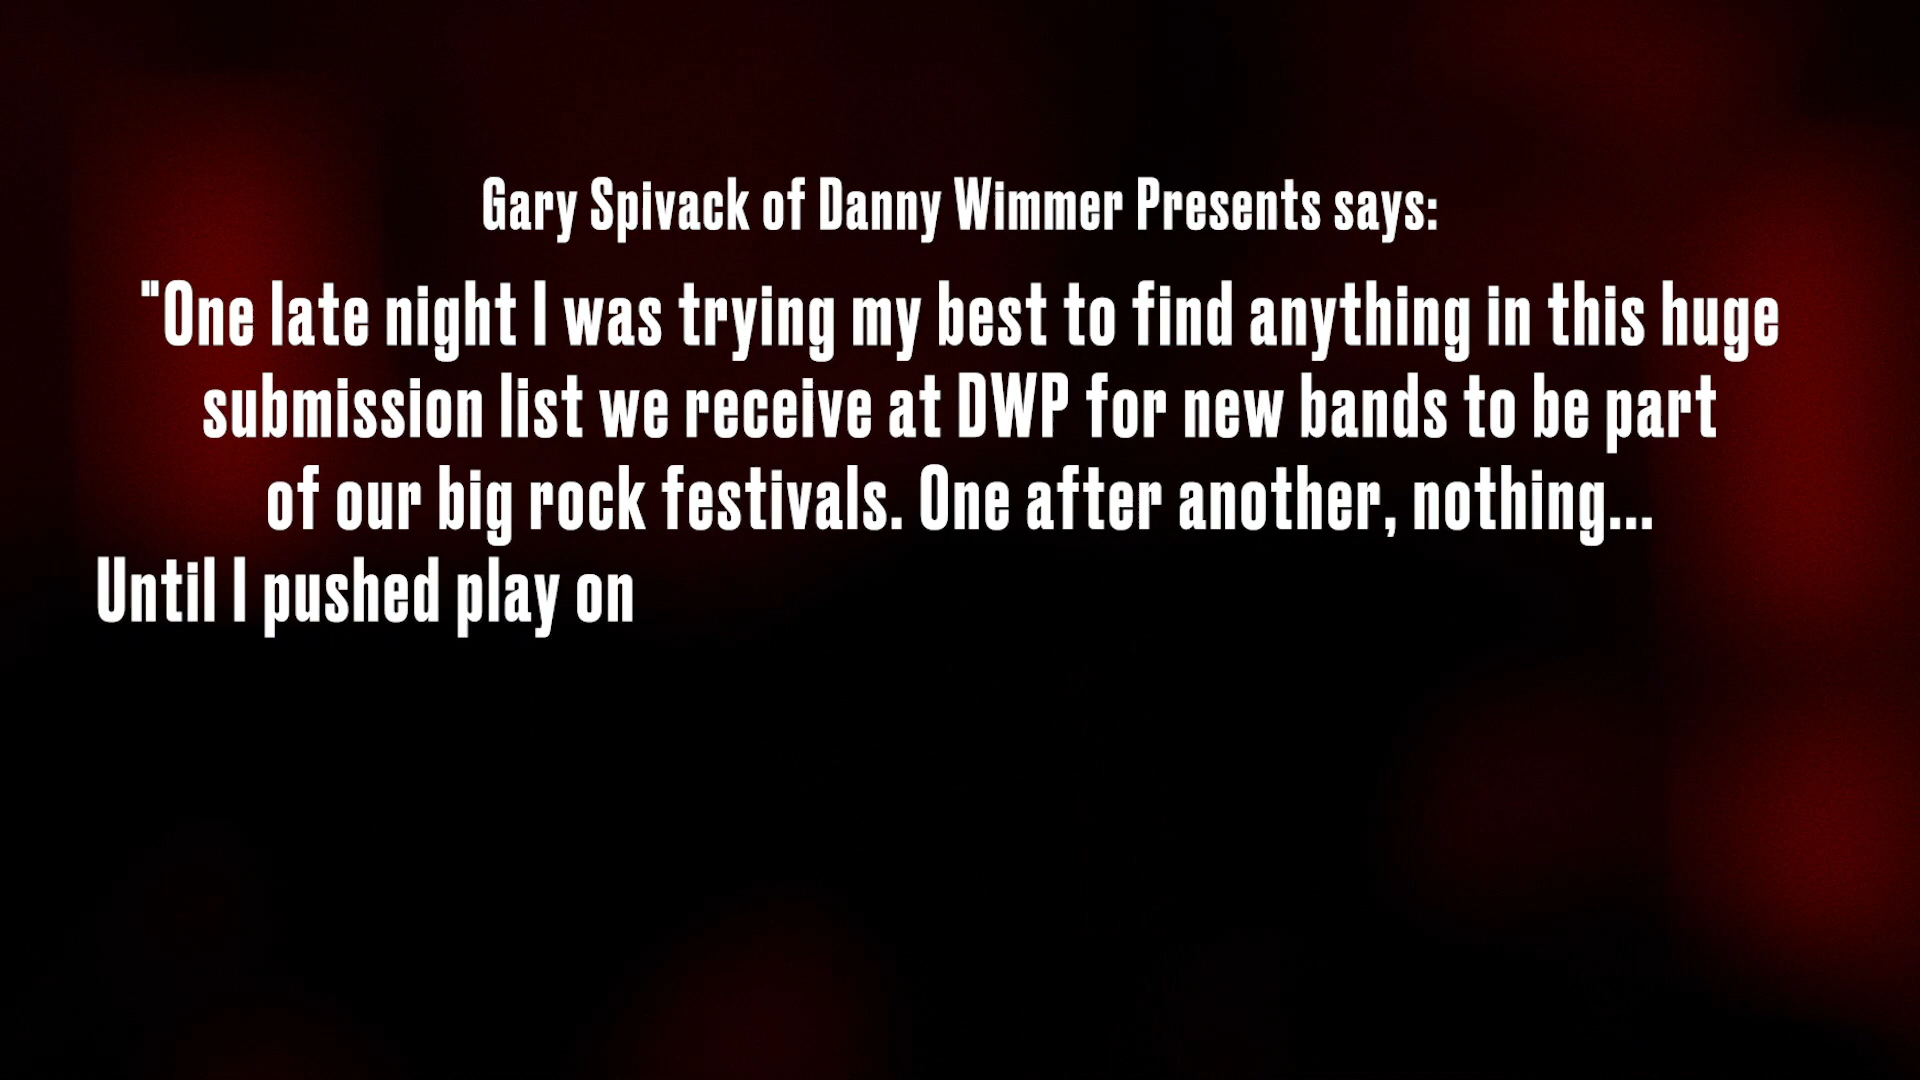 Gary Spivack of Danny Wimmer Presents says:
"One late night I was trying my best to find anything in this huge
submission list we receive at DWP for new bands to be part
of our big rock festivals. One after another, nothing...
Until I pushed play on